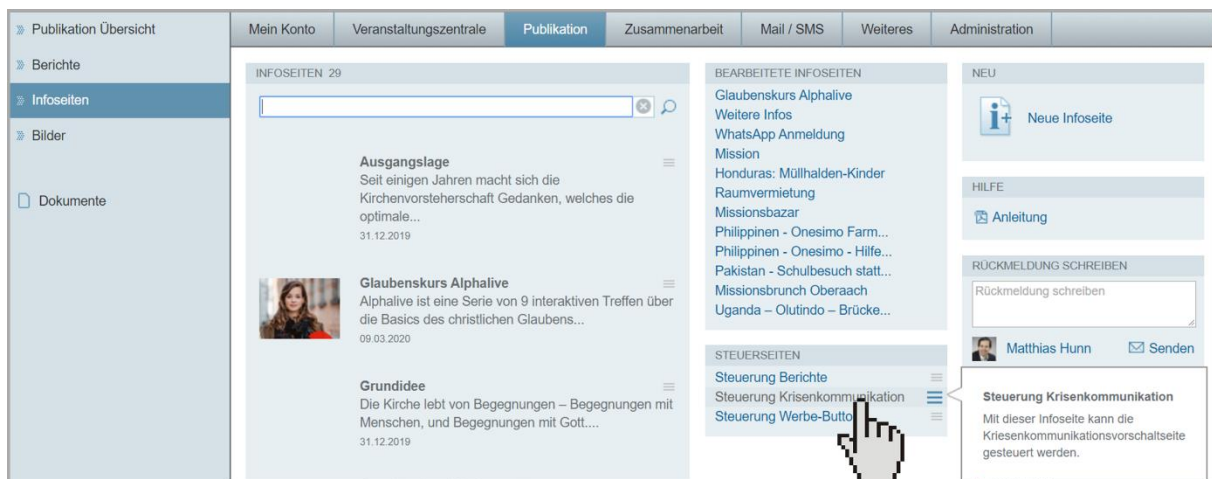 Publikation Übersicht
Berichte
Infoseiten
Bilder
Dokumente
Mein Konto
Veranstaltungszentrale
Publikation
Zusammenarbeit
Mail / SMS
Weiteres
Administration
INFOSEITEN 29
Ausgangslage
Seit einigen Jahren macht sich die
Kirchenvorsteherschaft Gedanken, welches die
optimale...
31.12.2019
Glaubenskurs Alphalive
Alphalive ist eine Serie von 9 interaktiven Treffen über
die Basics des christlichen Glaubens...
09.03.2020
Grundidee
Die Kirche lebt von Begegnungen – Begegnungen mit
Menschen, und Begegnungen mit Gott....
31.12.2019
BEARBEITETE INFOSEITEN
Glaubenskurs Alphalive
Weitere Infos
WhatsApp Anmeldung
Mission
Honduras: Müllhalden-Kinder
Raumvermietung
Missionsbazar
Philippinen - Onesimo Farm...
Philippinen - Onesimo - Hilfe...
Pakistan - Schulbesuch statt...
Missionsbrunch Oberaach
Uganda – Olutindo – Brücke...
STEUERSEITEN
Steuerung Berichte
Steuerung Krisenkommunikation
Steuerung Werbe-Butto
NEU
Neue Infoseite
HILFE
Anleitung
RÜCKMELDUNG SCHREIBEN
Rückmeldung schreiben
Matthias Hunn
Senden
Steuerung Krisenkommunikation
Mit dieser Infoseite kann die
Kriesenkommunikationsvorschaltseite
gesteuert werden.